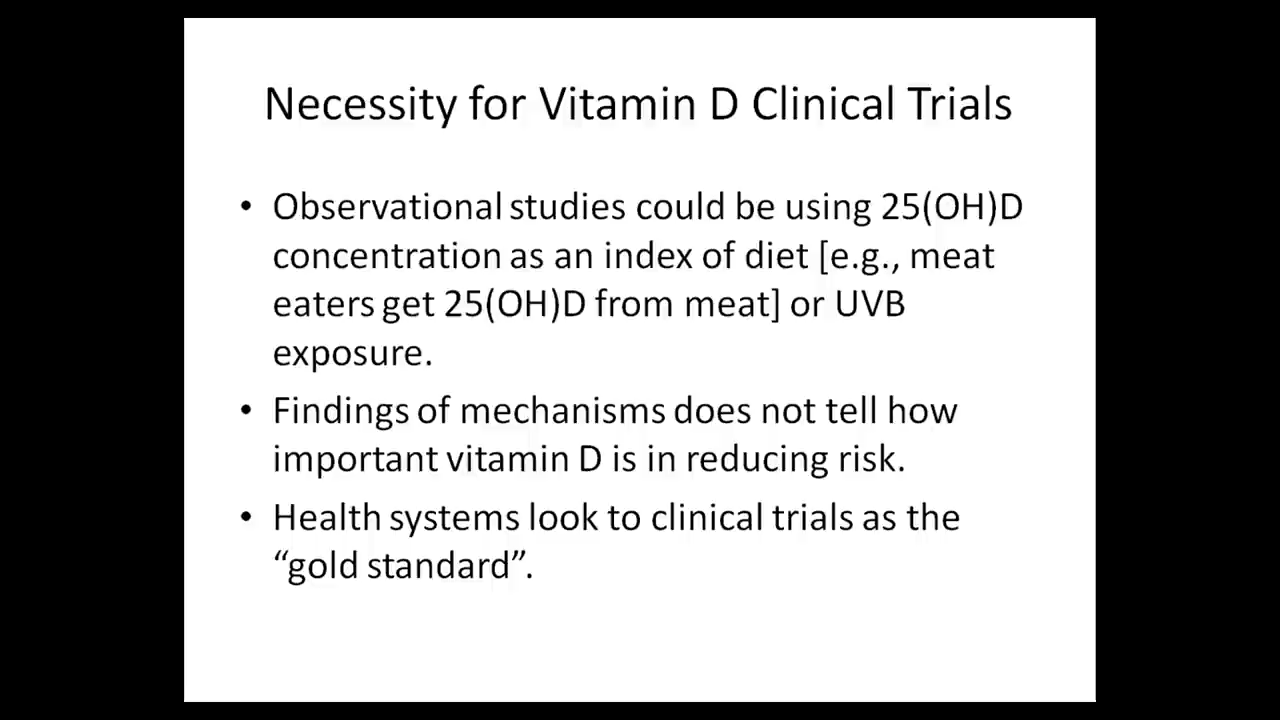 Necessity for Vitamin D Clinical Trials
• Observational studies could be using 25(OH)D
concentration as an index of diet [e.g., meat
eaters get 25(OH)D from meat] or UVB
exposure.
• Findings of mechanisms does not tell how
important vitamin D is in reducing risk.
• Health systems look to clinical trials as the
“gold standard”.